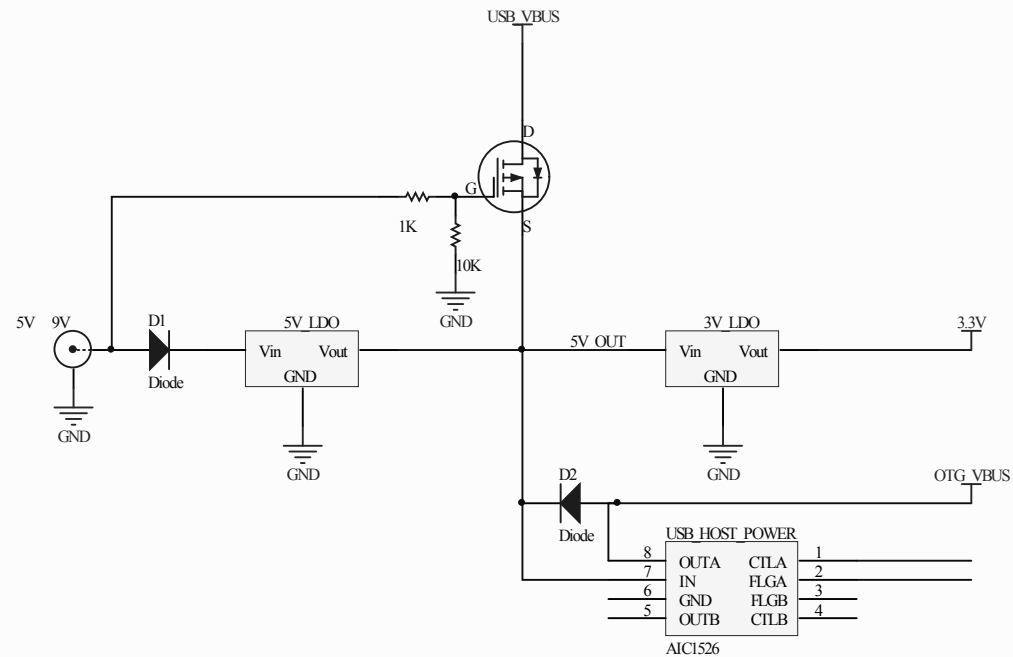 USB_VBUS
D
G
S
1K
10K
GND
5V 9V
D1
Diode
GND
5V_LDO
Vin Vout
GND
GND
5V_OUT
3V_LDO
Vin Vout
GND
GND
3.3V
D2
Diode
OTG_VBUS
USB_HOST_POWER
8 OUTA CTLA 1
7 IN FLGA 2
6 GND FLGB 3
5 OUTB CTLB 4
AIC1526